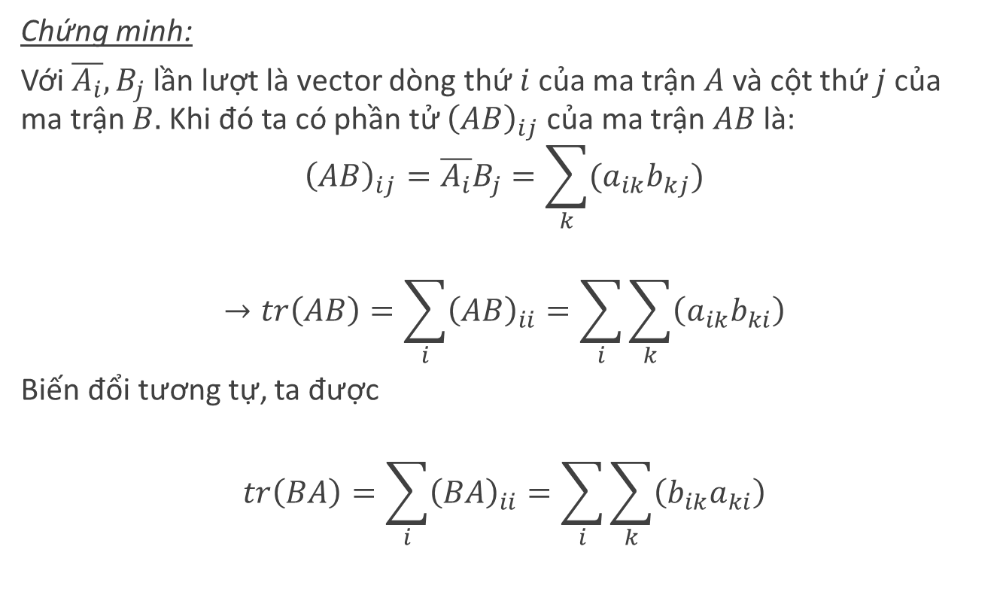 Chứng minh:
Với $\overline{A_i}, B_j$ lần lượt là vector dòng thứ $i$ của ma trận $A$ và cột thứ $j$ của
ma trận $B$. Khi đó ta có phần tử $(AB)_{ij}$ của ma trận $AB$ là:
$(AB)_{ij} = \overline{A_i}B_j = \sum_k (a_{ik}b_{kj})$
$\rightarrow tr(AB) = \sum_i (AB)_{ii} = \sum_i \sum_k (a_{ik}b_{ki})$
Biến đổi tương tự, ta được
$tr(BA) = \sum_i (BA)_{ii} = \sum_i \sum_k (b_{ik}a_{ki})$